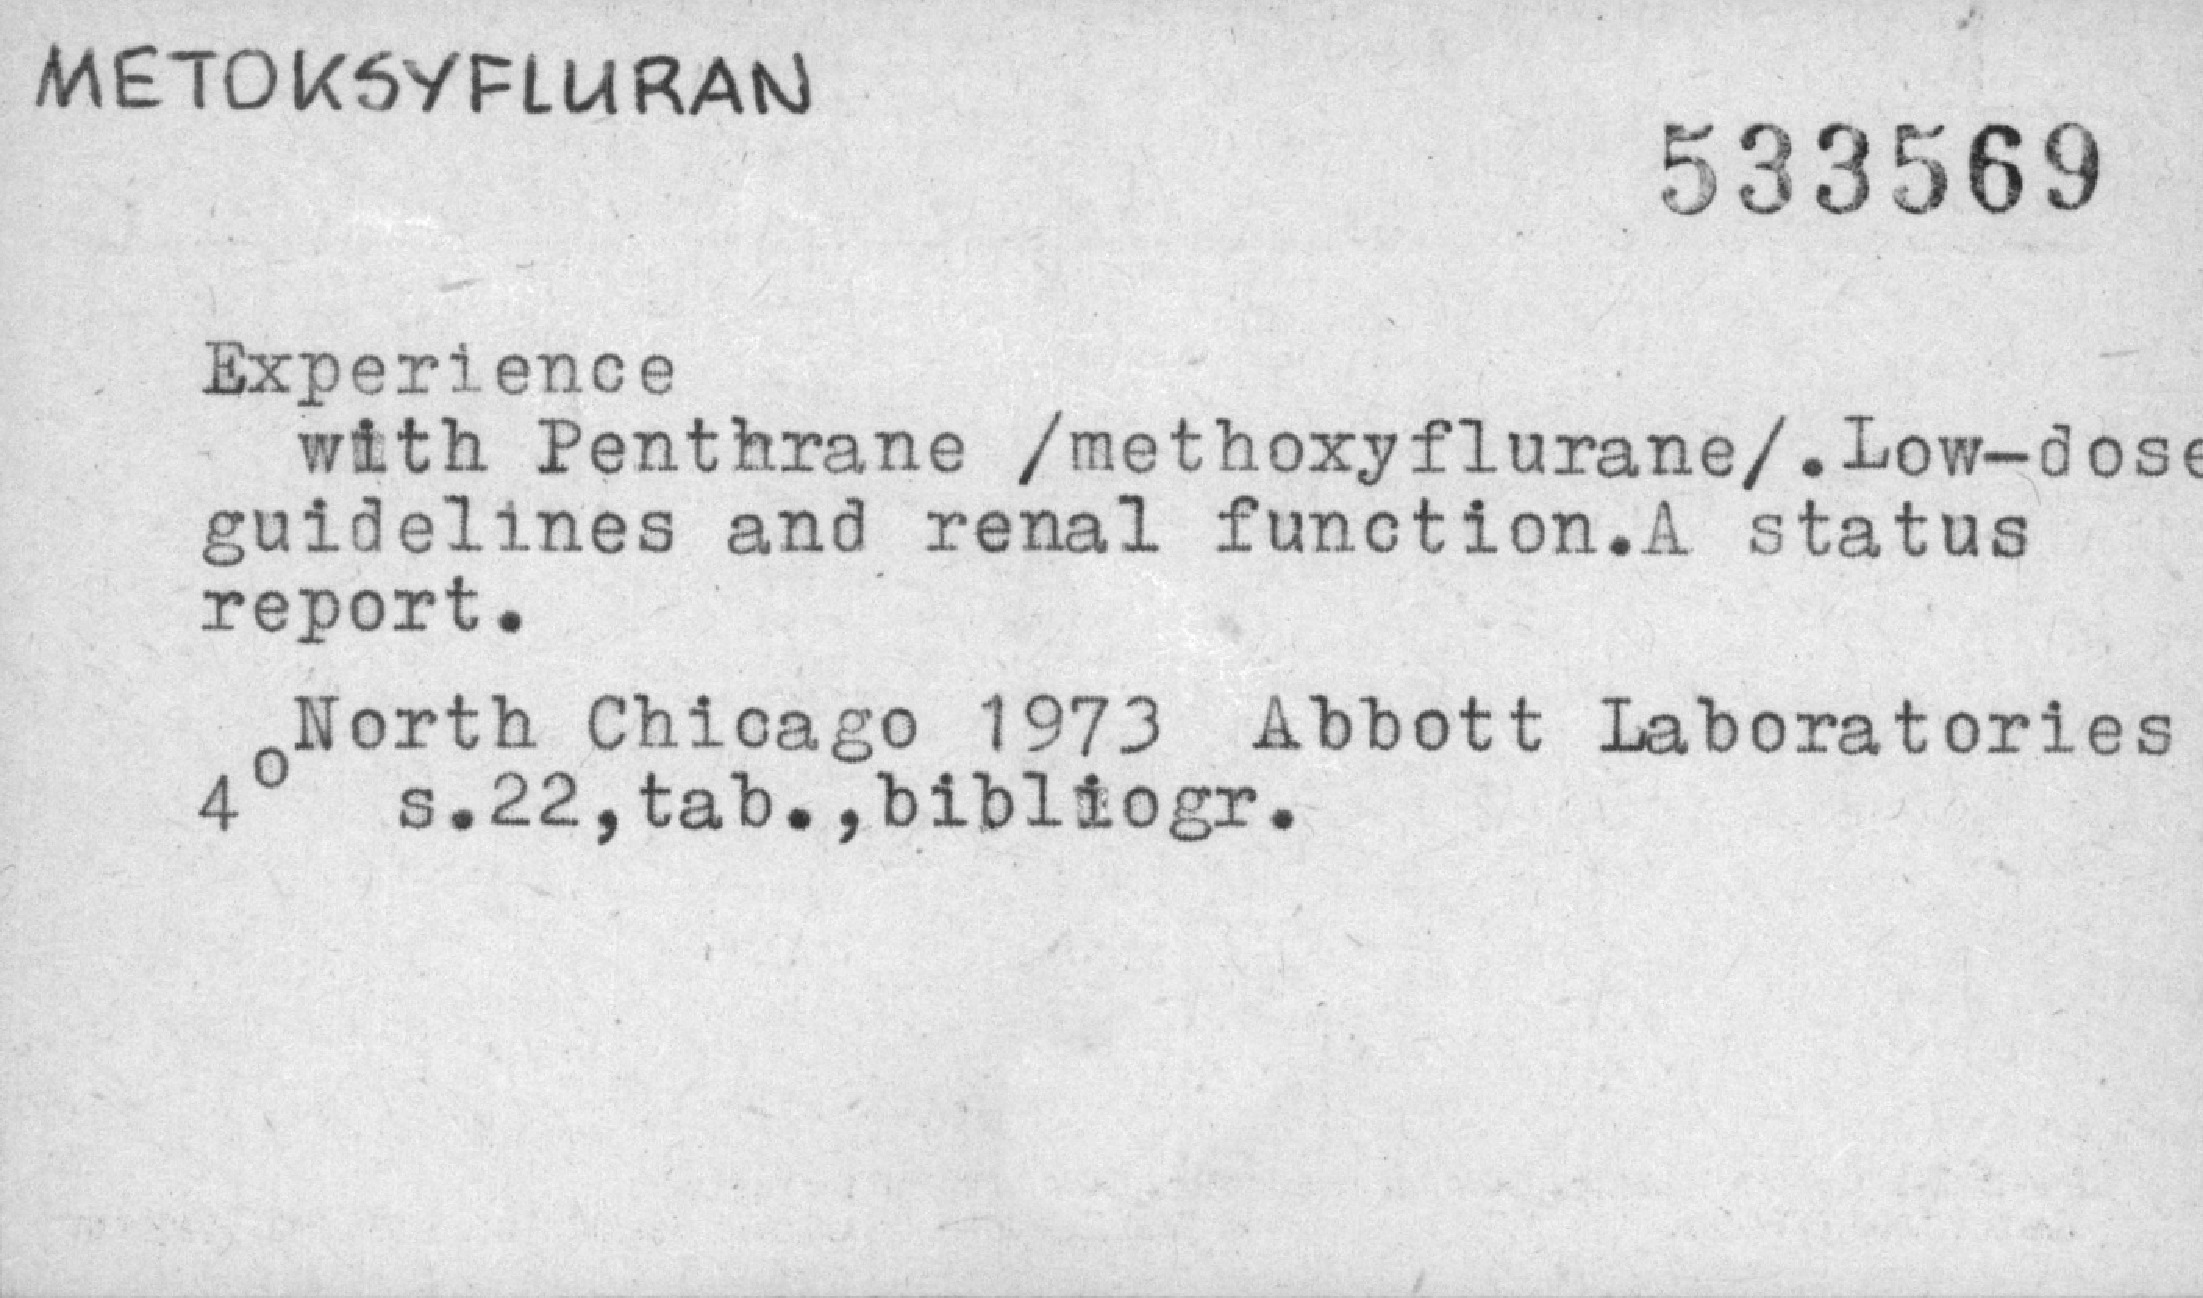 METOKSYFLURAN
533569
Experience
with Penthrane /methoxyflurane/.Low-dose
guidelines and renal function.A status
report.
North Chicago 1973 Abbott Laboratories
4° s.22,tab.,bibliogr.